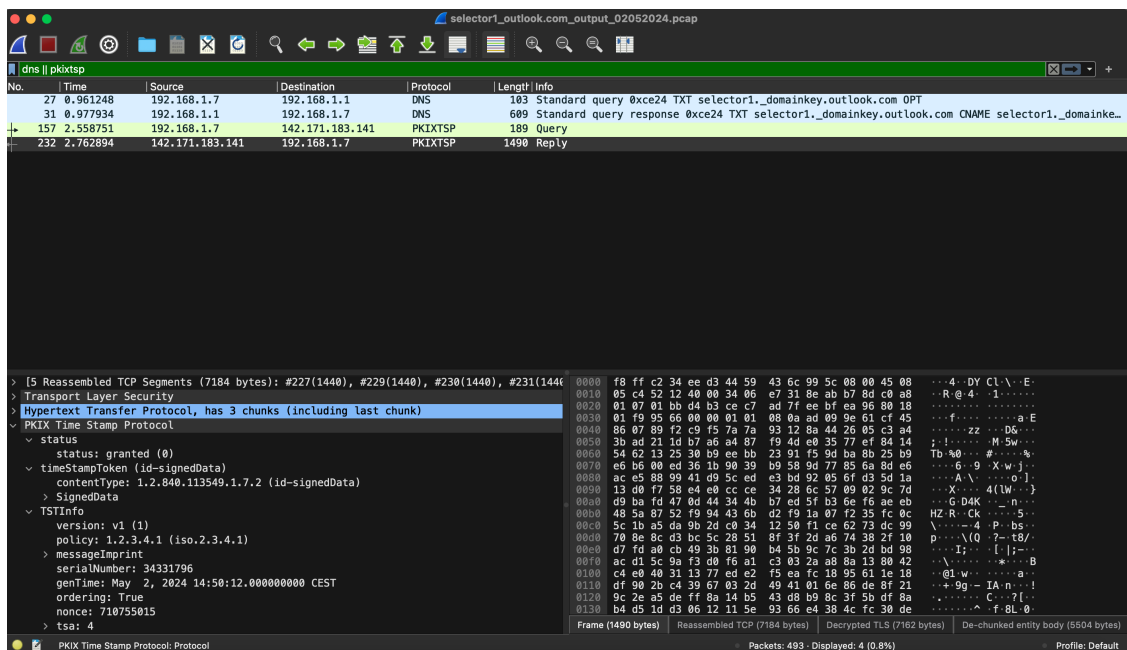 selector1_outlook.com_output_02052024.pcap
dns || pkixtsp
No. Time Source Destination Protocol Lengtl Info
27 0.961248 192.168.1.7 192.168.1.1 DNS 103 Standard query 0xce24 TXT selector1._domainkey.outlook.com OPT
31 0.977934 192.168.1.1 192.168.1.7 DNS 609 Standard query response 0xce24 TXT selector1._domainkey.outlook.com CNAME selector1._domainke…
157 2.558751 192.168.1.7 142.171.183.141 PKIXTSP 189 Query
232 2.762894 142.171.183.141 192.168.1.7 PKIXTSP 1490 Reply
[5 Reassembled TCP Segments (7184 bytes): #227(1440), #229(1440), #230(1440), #231(144
Transport Layer Security
Hypertext Transfer Protocol, has 3 chunks (including last chunk)
PKIX Time Stamp Protocol
status
status: granted (0)
timeStampToken (id-signedData)
contentType: 1.2.840.113549.1.7.2 (id-signedData)
SignedData
TSTInfo
version: v1 (1)
policy: 1.2.3.4.1 (iso.2.3.4.1)
messageImprint
serialNumber: 34331796
genTime: May 2, 2024 14:50:12.000000000 CEST
ordering: True
nonce: 710755015
tsa: 4
0000 f8 ff c2 34 ee d3 44 59 43 6c 99 5c 08 00 45 08
0010 05 c4 52 12 40 00 34 06 e7 31 8e ab b7 8d c0 a8
0020 01 07 01 bb d4 b3 ce c7 ad 7f ee bf ea 96 80 18
0030 01 f9 95 66 00 00 01 01 08 0a ad 09 9e 61 cf 45
0040 86 07 89 f2 c9 f5 7a 7a 93 12 8a 44 26 05 c3 a4
0050 3b ad 21 1d b7 a6 a4 87 f9 4d e0 35 77 ef 84 14
0060 54 62 13 25 30 b9 ee bb 23 91 f5 9d ba 8b 25 b9
0070 e6 b6 00 ed 36 1b 90 39 b9 58 9d 77 85 6a 8d e6
0080 ac e5 88 99 41 d9 5c ed e3 bd 92 05 6f d3 5d 1a
0090 13 d0 f7 58 e4 e0 cc ce 34 28 6c 57 09 02 9c 7d
00a0 d9 ba fd 47 0d 44 34 4b b7 ed 5f b3 6e f6 ae eb
00b0 48 5a 87 52 f9 94 43 6b d2 f9 1a 07 f2 35 fc 0c
00c0 5c 1b a5 da 9b 2d c0 34 12 50 f1 ce 62 73 dc 99
00d0 70 8e 8c d3 bc 5c 28 51 8f 3f 2d a6 74 38 2f 10
00e0 d7 fd a0 cb 49 3b 81 90 b4 5b 9c 7c 3b 2d bd 98
00f0 ac d1 5c 9a f3 d0 f6 a1 c3 03 2a a8 8a 13 80 42
0100 c4 e0 40 31 13 77 ed e2 f5 ea fc 18 95 61 1e 18
0110 df 90 2b c4 39 67 03 2d 49 41 01 6e 86 de 8f 21
0120 9c 2e a5 de ff 8a 14 b5 43 d8 b9 8c 3f 5b df 8a
0130 b4 d5 1d d3 06 12 11 5e 93 66 e4 38 4c fc 30 de
Frame (1490 bytes) Reassembled TCP (7184 bytes) Decrypted TLS (7162 bytes) De-chunked entity body (5504 bytes)
PKIX Time Stamp Protocol: Protocol Packets: 493 · Displayed: 4 (0.8%) Profile: Default